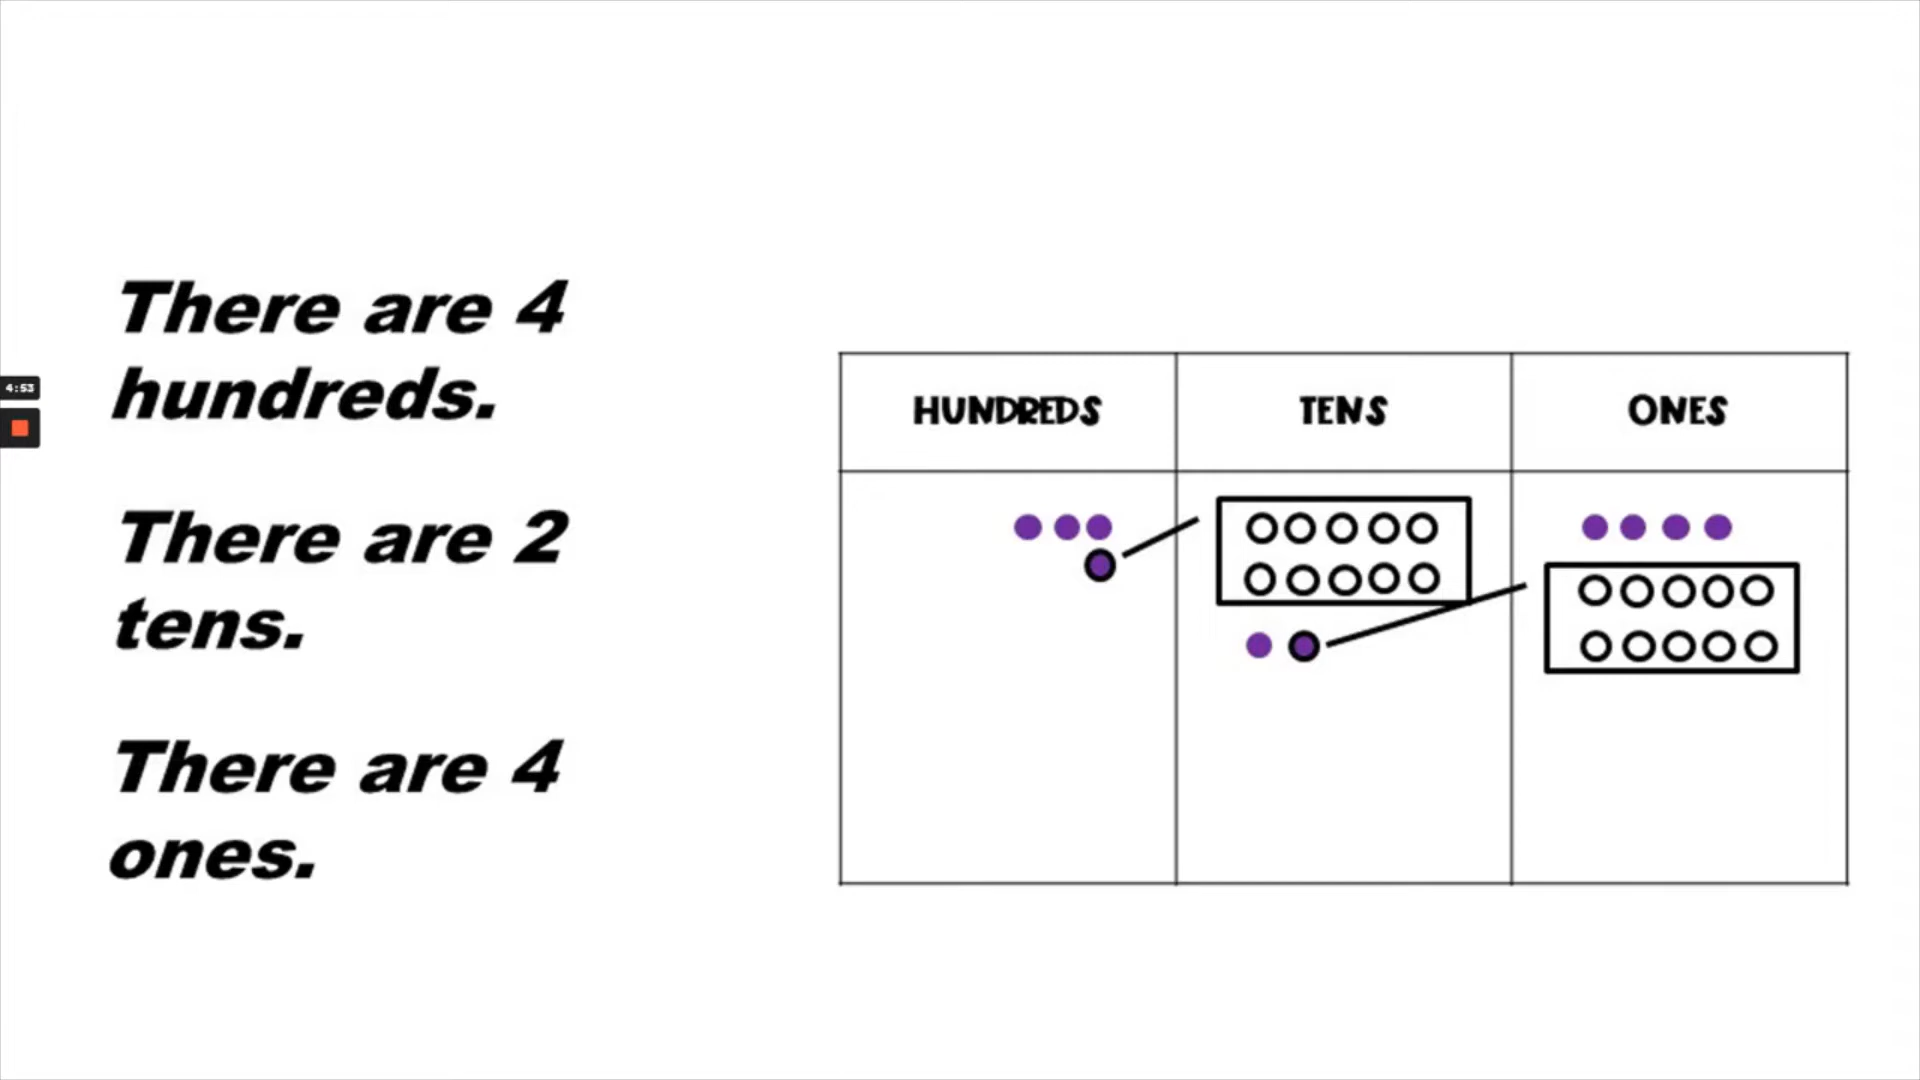 There are 4
hundreds.
There are 2
tens.
There are 4
ones.
4:53
HUNDREDS TENS ONES